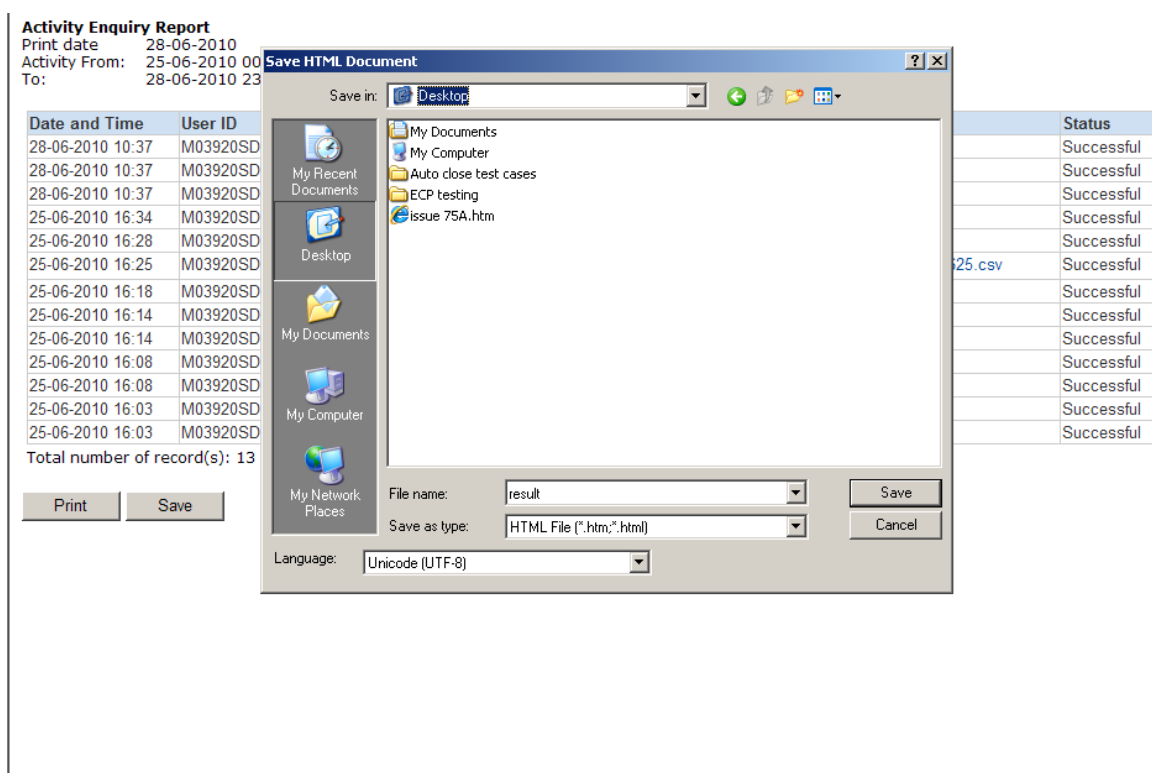 Activity Enquiry Report
Print date 28-06-2010
Activity From: 25-06-2010 00
To: 28-06-2010 23
Date and Time User ID Status
28-06-2010 10:37 M03920SD Successful
28-06-2010 10:37 M03920SD Successful
28-06-2010 10:37 M03920SD Successful
25-06-2010 16:34 M03920SD Successful
25-06-2010 16:28 M03920SD Successful
25-06-2010 16:25 M03920SD 625.csv Successful
25-06-2010 16:18 M03920SD Successful
25-06-2010 16:14 M03920SD Successful
25-06-2010 16:14 M03920SD Successful
25-06-2010 16:08 M03920SD Successful
25-06-2010 16:08 M03920SD Successful
25-06-2010 16:03 M03920SD Successful
25-06-2010 16:03 M03920SD Successful
Total number of record(s): 13
Print Save
Save HTML Document
Save in: Desktop
My Recent
Documents
Desktop
My Documents
My Computer
My Network
Places
My Documents
My Computer
Auto close test cases
ECP testing
issue 75A.htm
File name: result Save
Save as type: HTML File (*.htm;*.html) Cancel
Language: Unicode (UTF-8)